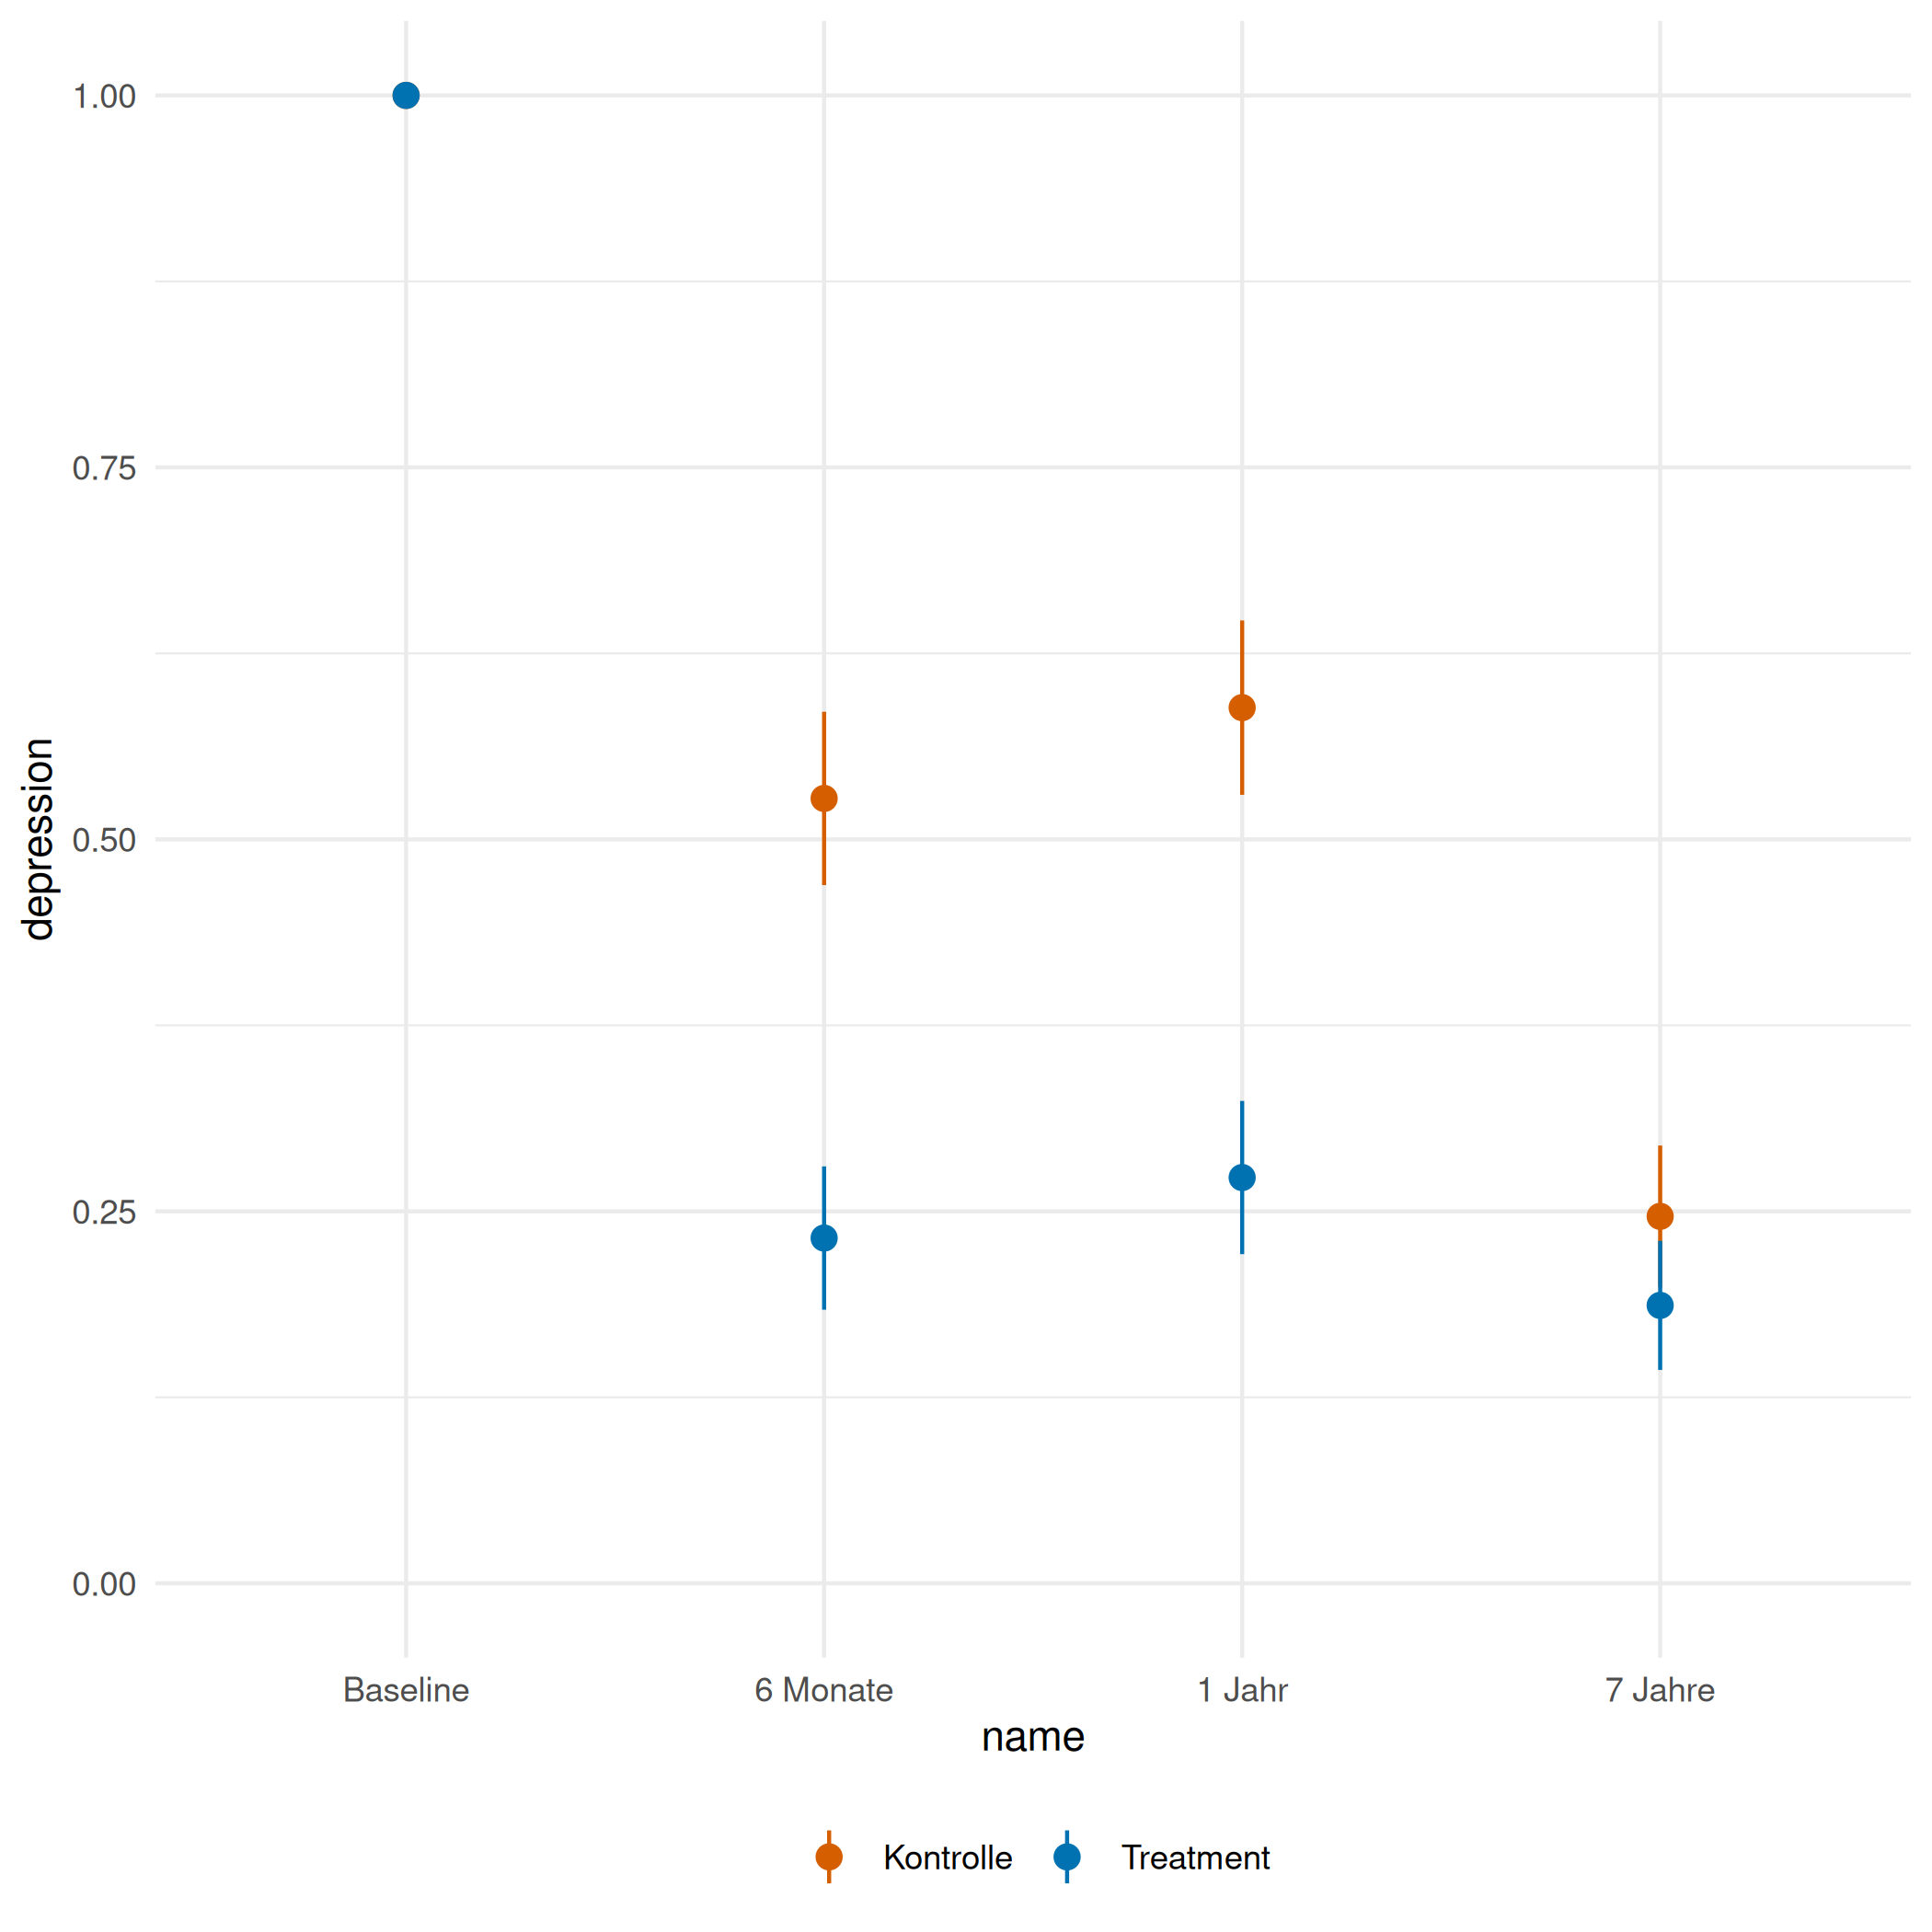 depression
1.00
0.75
0.50
0.25
0.00
Baseline 6 Monate 1 Jahr 7 Jahre
name
Kontrolle Treatment